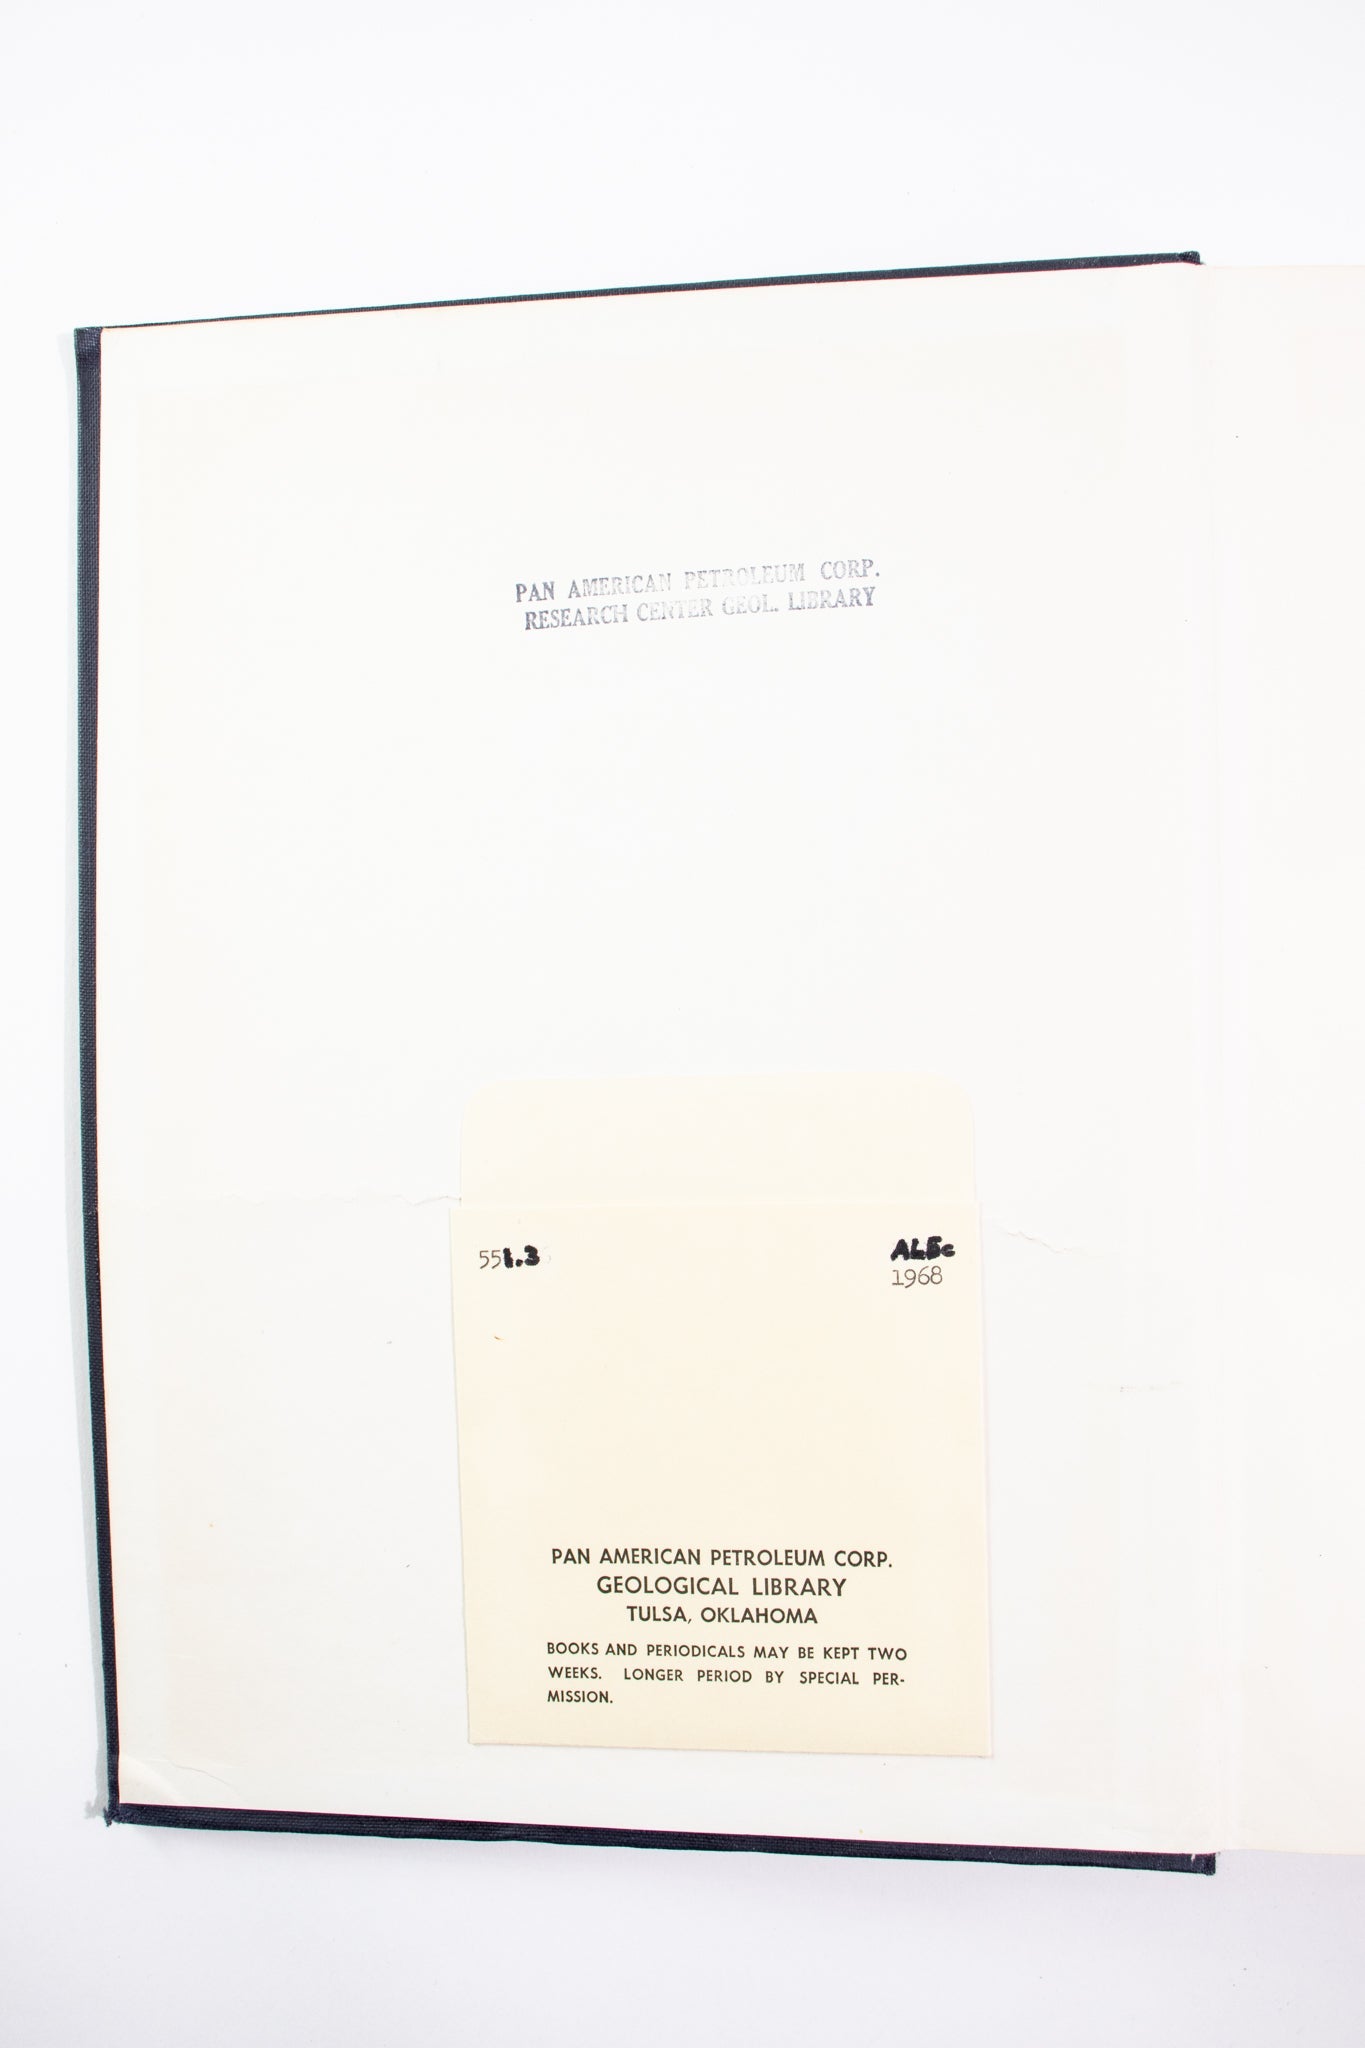 PAN AMERICAN PETROLEUM CORP.
RESEARCH CENTER GEOL. LIBRARY
551.3
ALEc
1968
PAN AMERICAN PETROLEUM CORP.
GEOLOGICAL LIBRARY
TULSA, OKLAHOMA
BOOKS AND PERIODICALS MAY BE KEPT TWO
WEEKS. LONGER PERIOD BY SPECIAL PER-
MISSION.